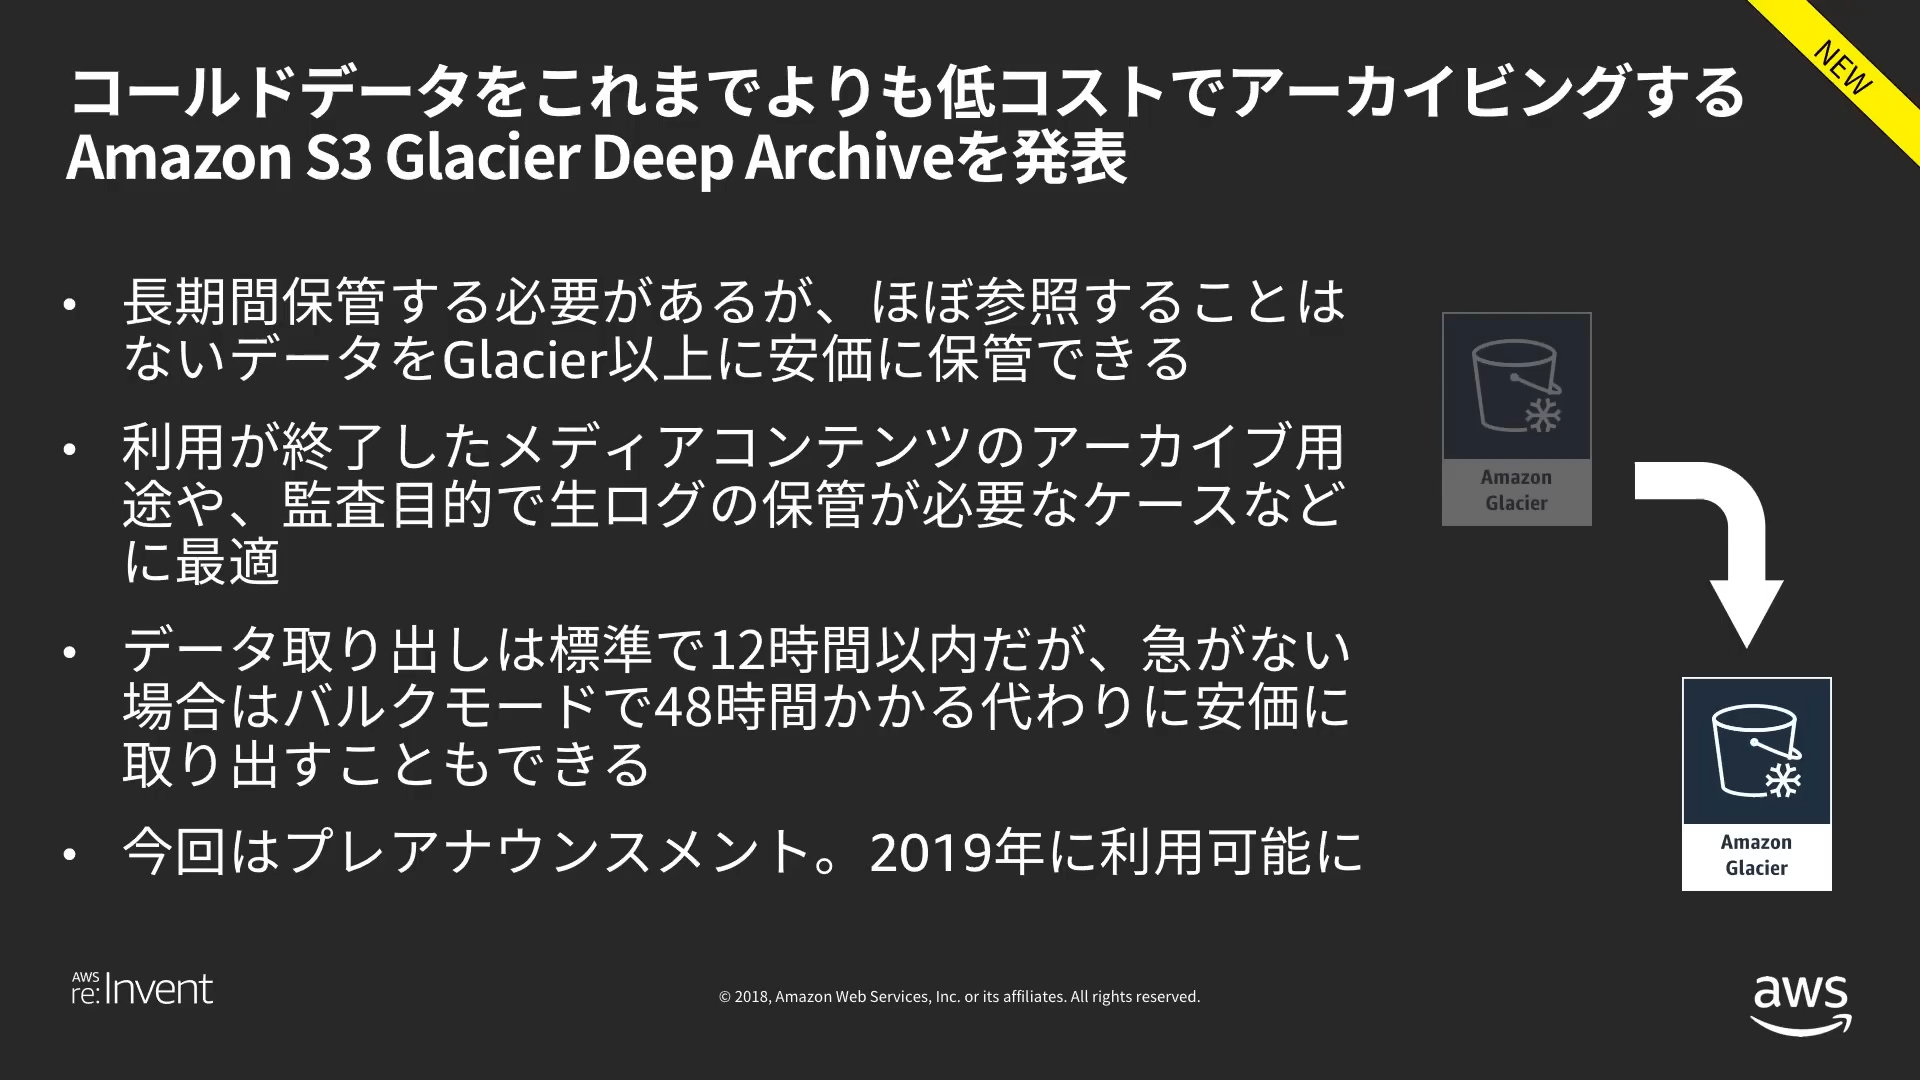 コールドデータをこれまでよりも低コストでアーカイビングする
Amazon S3 Glacier Deep Archiveを発表
NEW
• 長期間保管する必要があるが、ほぼ参照することは
ないデータをGlacier以上に安価に保管できる
• 利用が終了したメディアコンテンツのアーカイブ用
途や、監査目的で生ログの保管が必要なケースなど
に最適
• データ取り出しは標準で12時間以内だが、急がない
場合はバルクモードで48時間かかる代わりに安価に
取り出すこともできる
• 今回はプレアナウンスメント。2019年に利用可能に
Amazon
Glacier
Amazon
Glacier
AWS
re:Invent
© 2018, Amazon Web Services, Inc. or its affiliates. All rights reserved.
aws